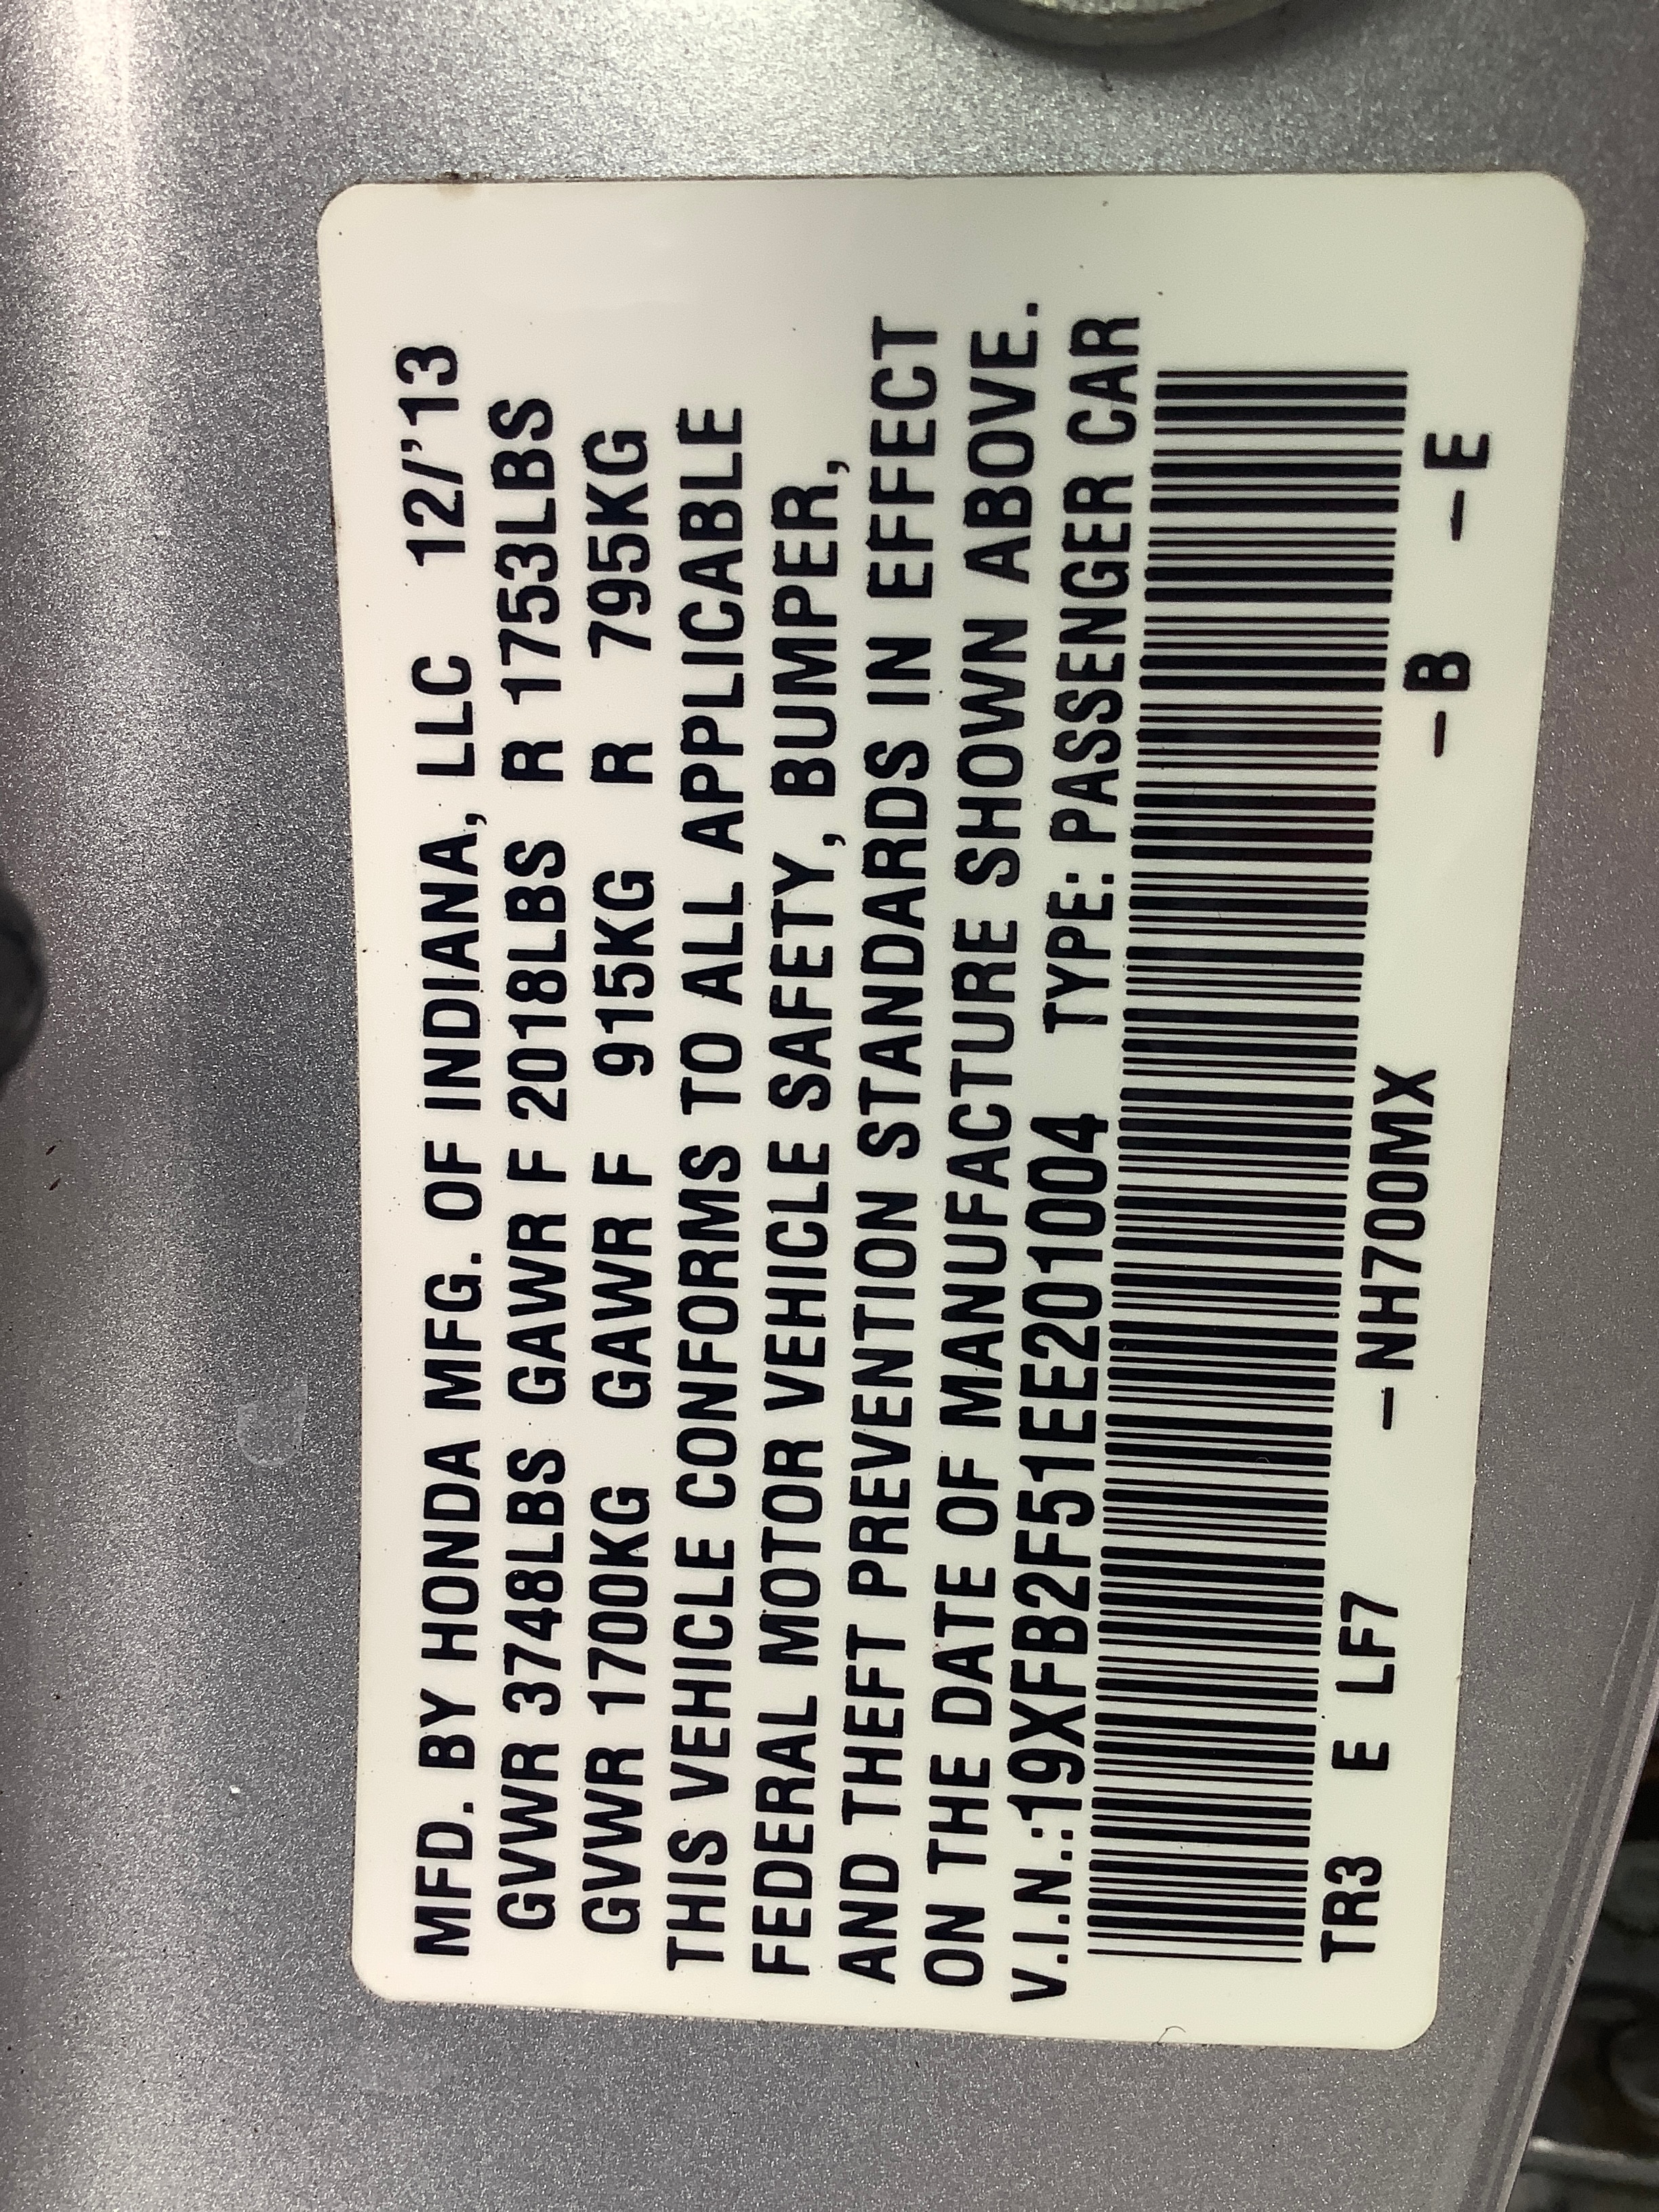 MFD. BY HONDA MFG. OF INDIANA, LLC 12/'13
GVWR 3748LBS GAWR F 2018LBS R 1753LBS
GVWR 1700KG GAWR F 915KG R 795KG
THIS VEHICLE CONFORMS TO ALL APPLICABLE
FEDERAL MOTOR VEHICLE SAFETY, BUMPER,
AND THEFT PREVENTION STANDARDS IN EFFECT
ON THE DATE OF MANUFACTURE SHOWN ABOVE.
V.I.N.:19XFB2F51EE201004 TYPE: PASSENGER CAR
TR3 E LF7 –NH700MX –B –E